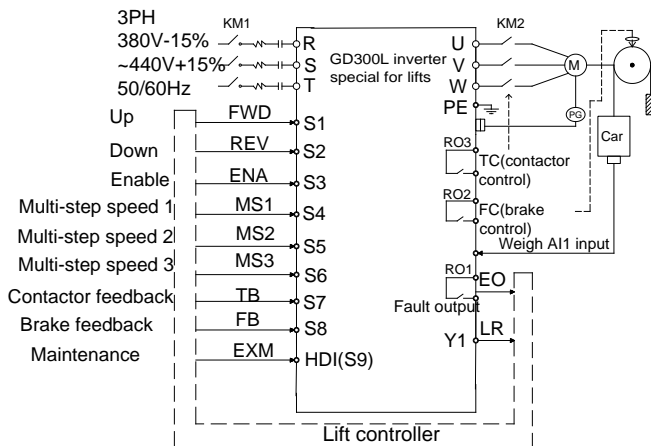 3PH
380V-15%
~440V+15%
50/60Hz
KM1
R
S
T
GD300L inverter
special for lifts
U
V
W
PE
KM2
M
PG
Car
Up FWD S1
Down REV S2
Enable ENA S3
Multi-step speed 1 MS1 S4
Multi-step speed 2 MS2 S5
Multi-step speed 3 MS3 S6
Contactor feedback TB S7
Brake feedback FB S8
Maintenance EXM HDI(S9)
RO3
TC(contactor
control)
RO2
FC(brake
control)
Weigh AI1 input
RO1
EO
Fault output
Y1 LR
Lift controller